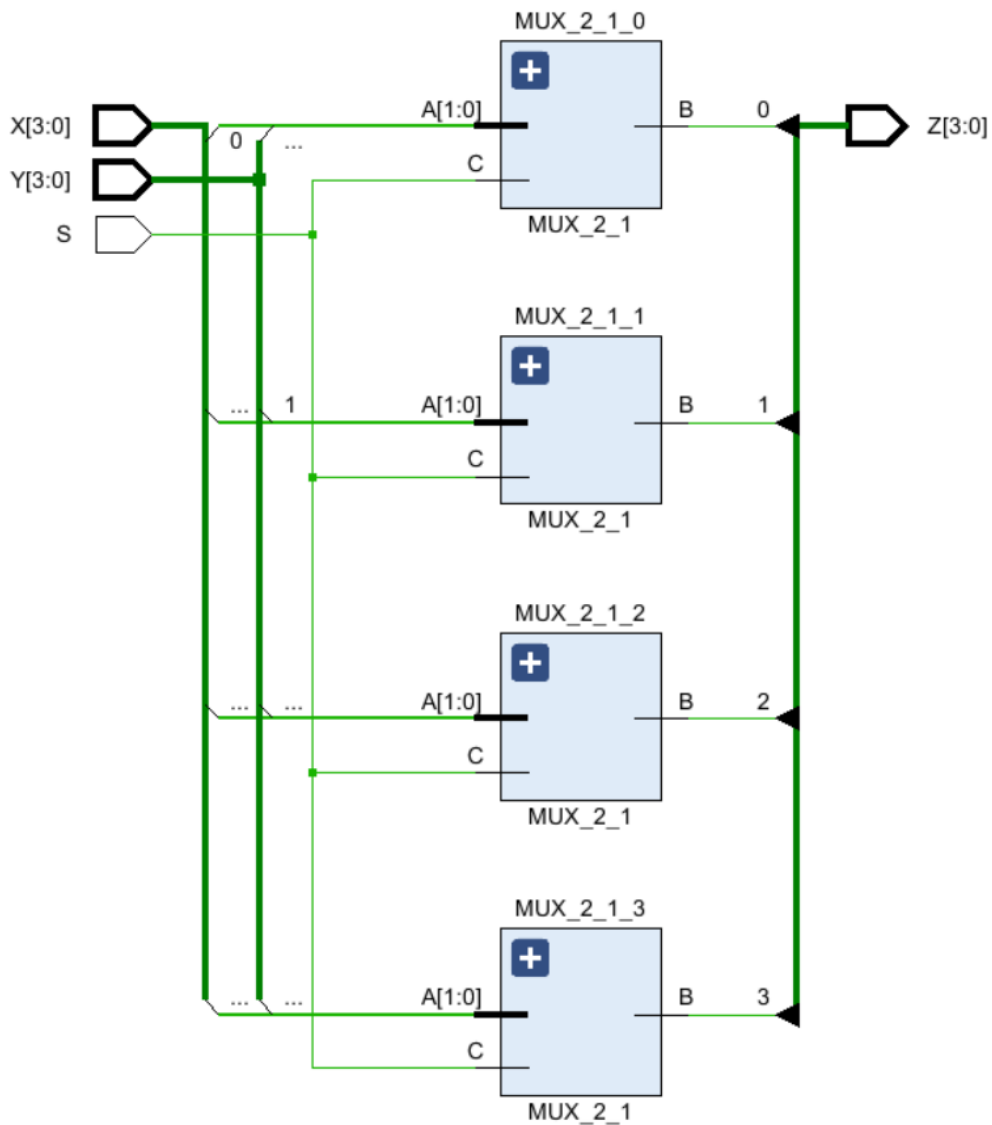 MUX_2_1_0
X[3:0]
0
...
A[1:0]
B
0
Z[3:0]
Y[3:0]
C
S
MUX_2_1
MUX_2_1_1
...
1
A[1:0]
B
1
C
MUX_2_1
MUX_2_1_2
...
...
A[1:0]
B
2
C
MUX_2_1
MUX_2_1_3
...
...
A[1:0]
B
3
C
MUX_2_1